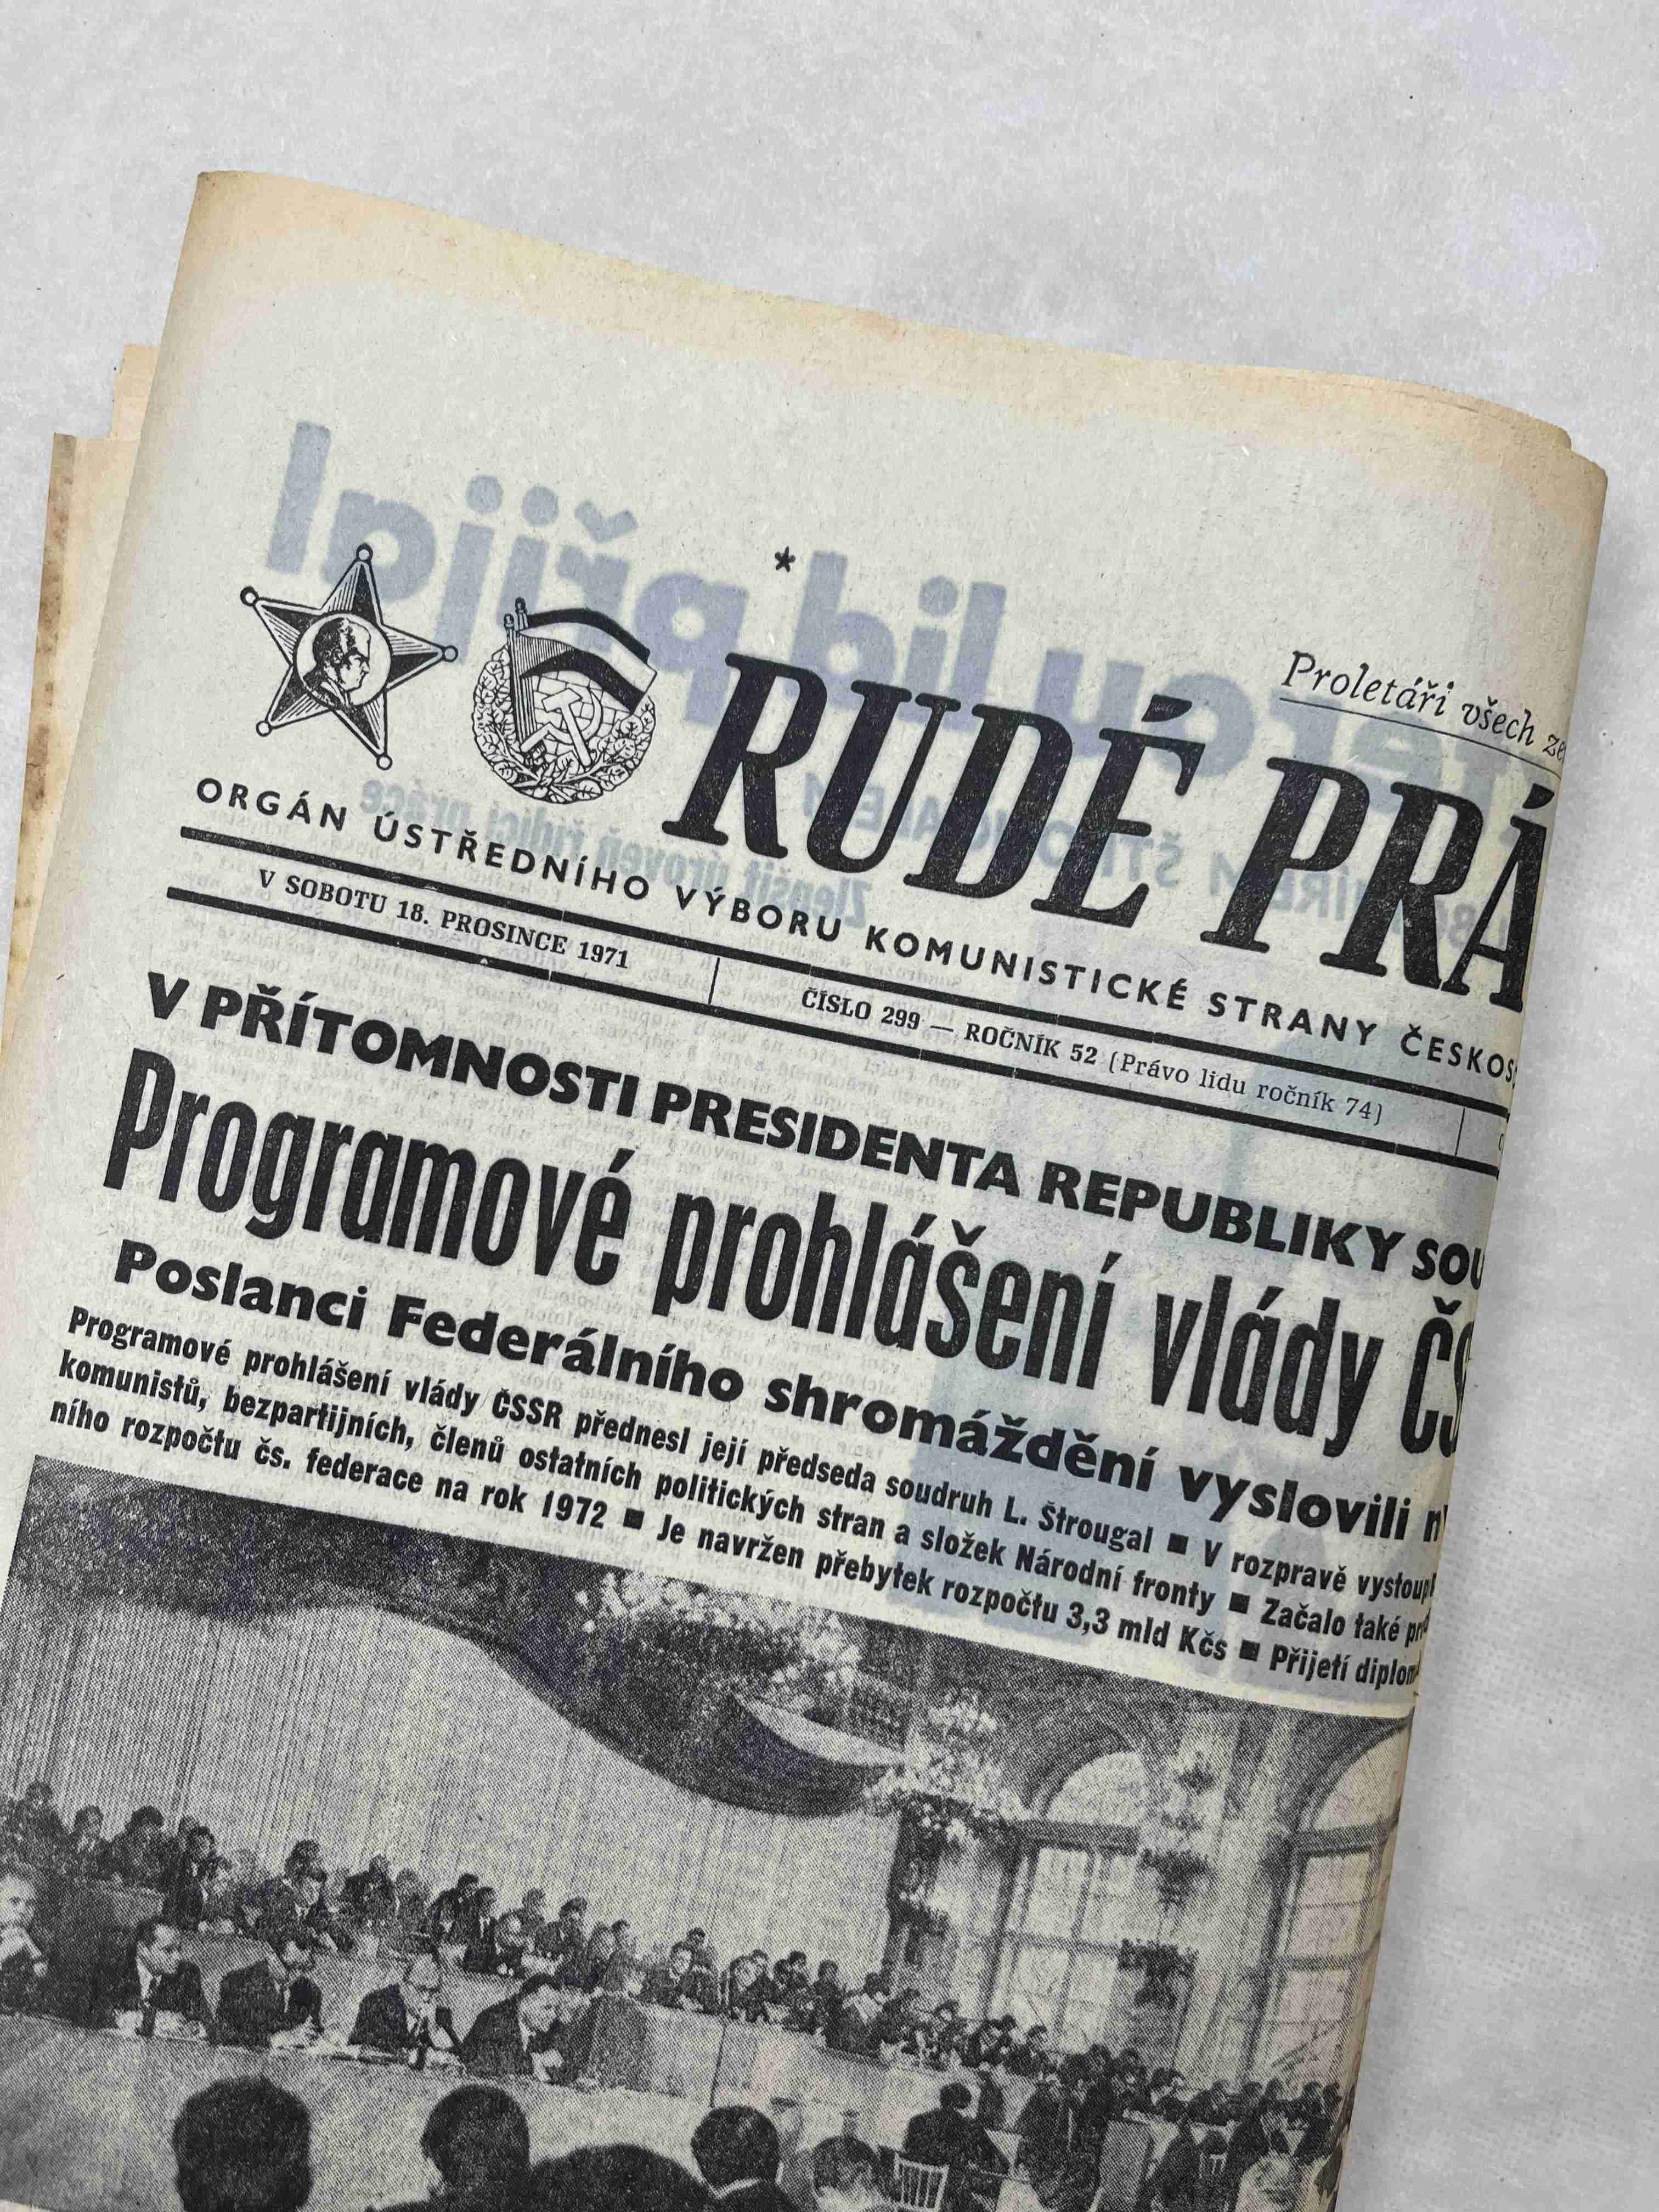 *
Proletáři všech
RUDÉ PRÁ
ORGÁN ÚSTŘEDNÍHO VÝBORU KOMUNISTICKÉ STRANY ČESKOS
V SOBOTU 18. PROSINCE 1971
ČÍSLO 299 — ROČNÍK 52 (Právo lidu ročník 74)
V PŘÍTOMNOSTI PRESIDENTA REPUBLIKY SOU
Programové prohlášení vlády ČS
Poslanci Federálního shromáždění vyslovili
Programové prohlášení vlády ČSSR přednesl její předseda soudruh L. Štrougal ■ V rozpravě vystoup
komunistů, bezpartijních, členů ostatních politických stran a složek Národní fronty ■ Začalo také
ního rozpočtu čs. federace na rok 1972 ■ Je navržen přebytek rozpočtu 3,3 mld Kčs ■ Přijetí diplom